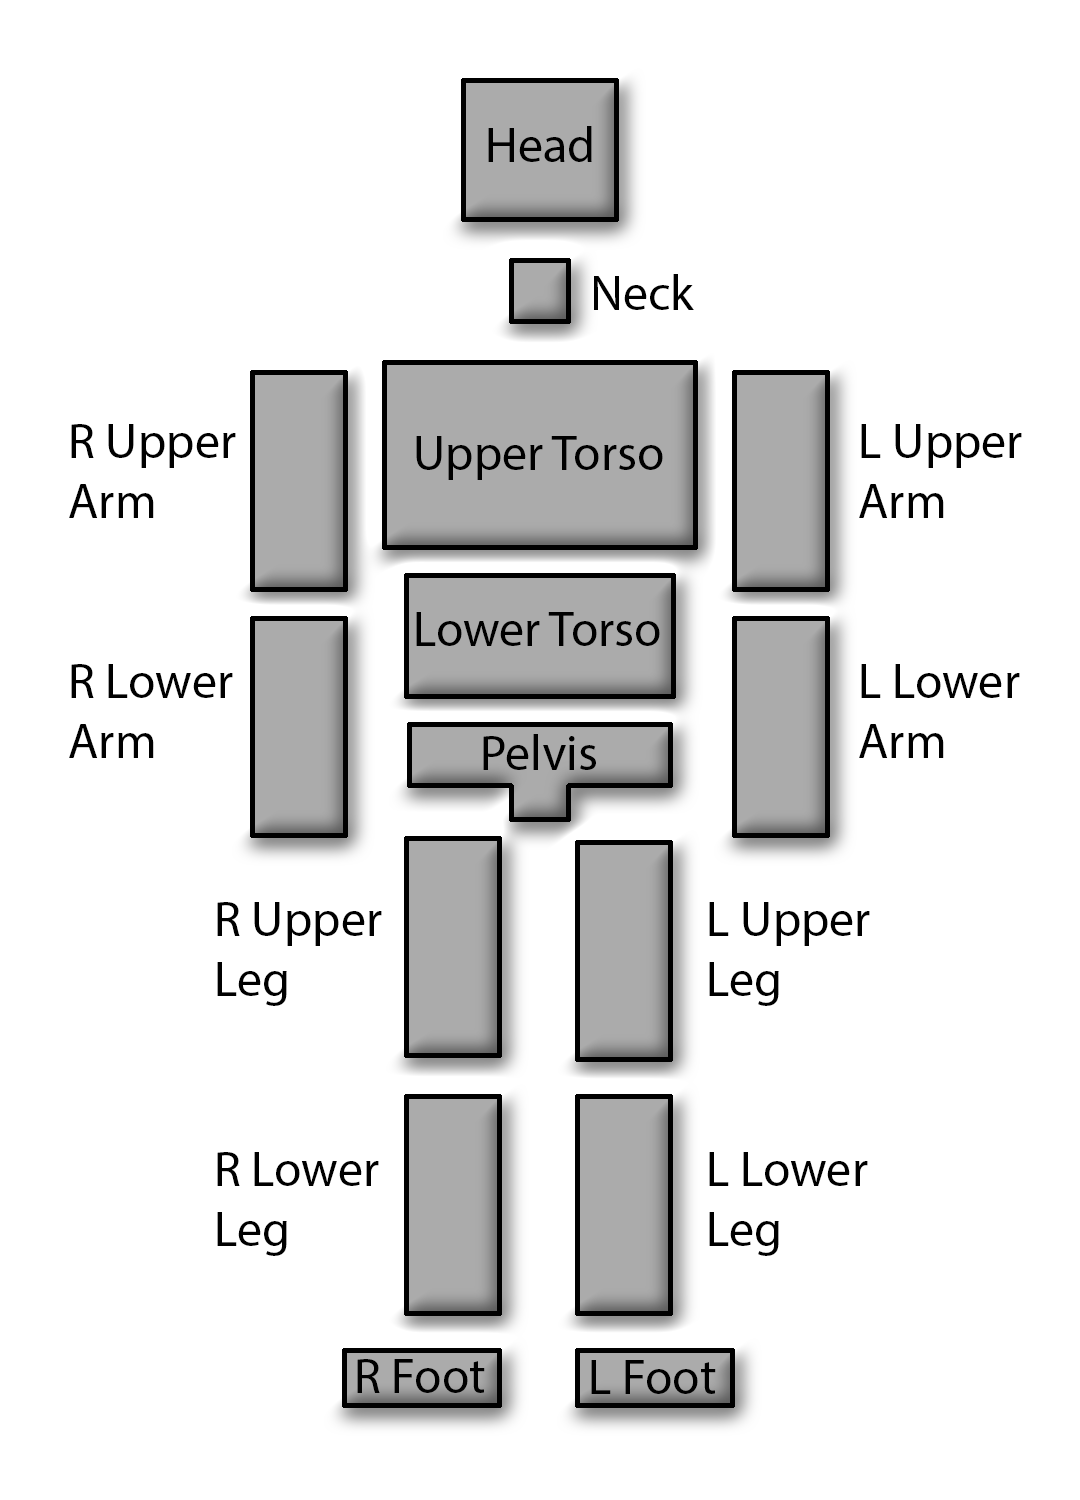 Head
Neck
R Upper
Arm
Upper Torso
L Upper
Arm
Lower Torso
R Lower
Arm
L Lower
Arm
Pelvis
R Upper
Leg
L Upper
Leg
R Lower
Leg
L Lower
Leg
R Foot
L Foot